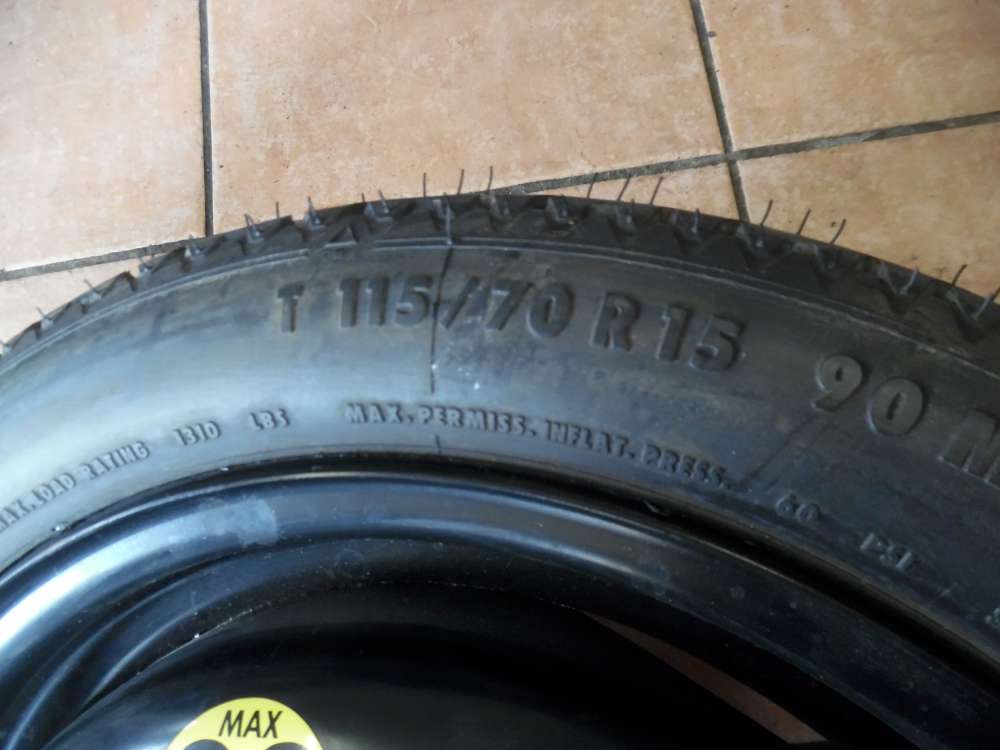 T 115/70 R 15 90 M
MAX. LOAD RATING 1310 LBS MAX. PERMISS. INFLAT. PRESS. 60 PSI
MAX